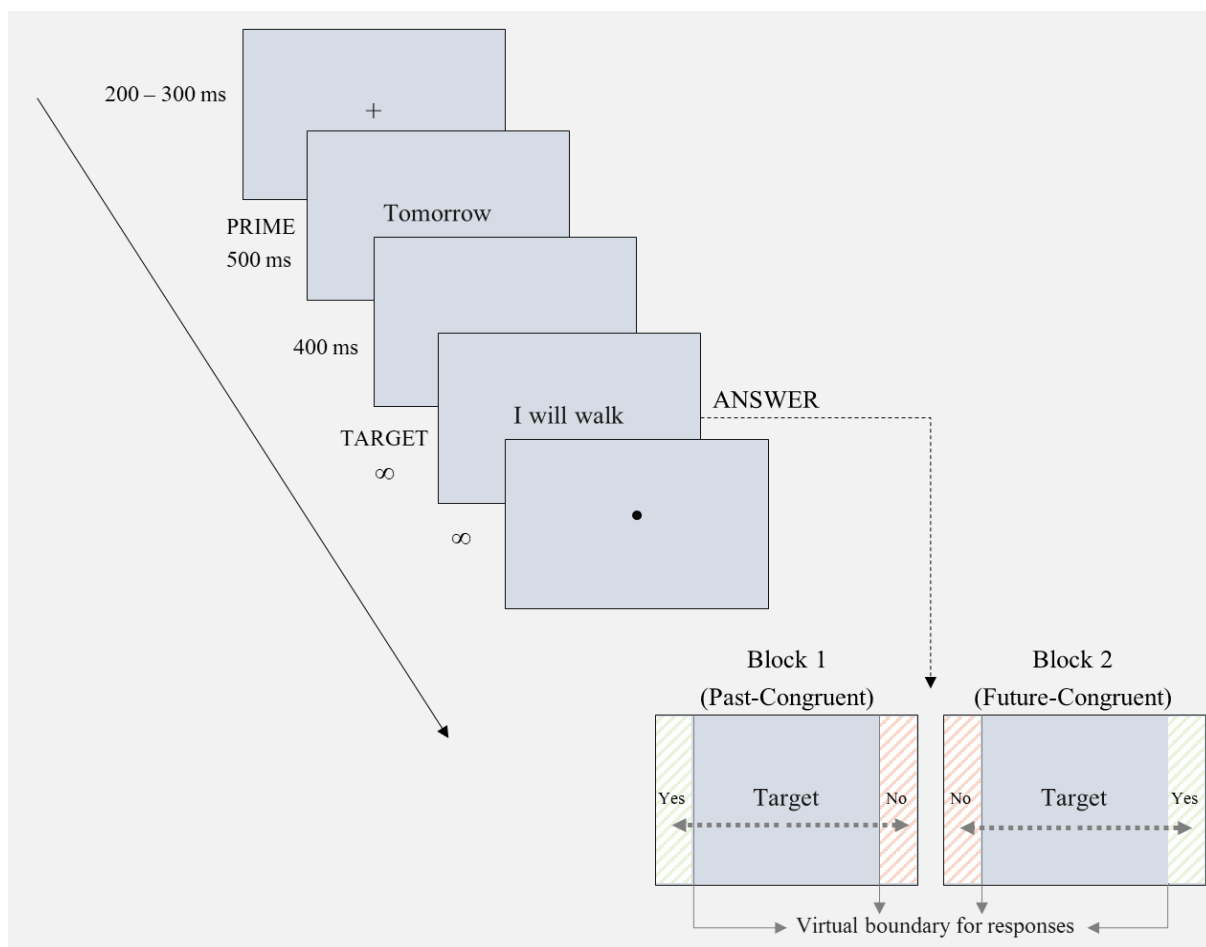 200 – 300 ms
+
PRIME
500 ms
Tomorrow
400 ms
TARGET
∞
I will walk
ANSWER
∞
•
Block 1
(Past-Congruent)
Block 2
(Future-Congruent)
Yes
Target
No
No
Target
Yes
Virtual boundary for responses